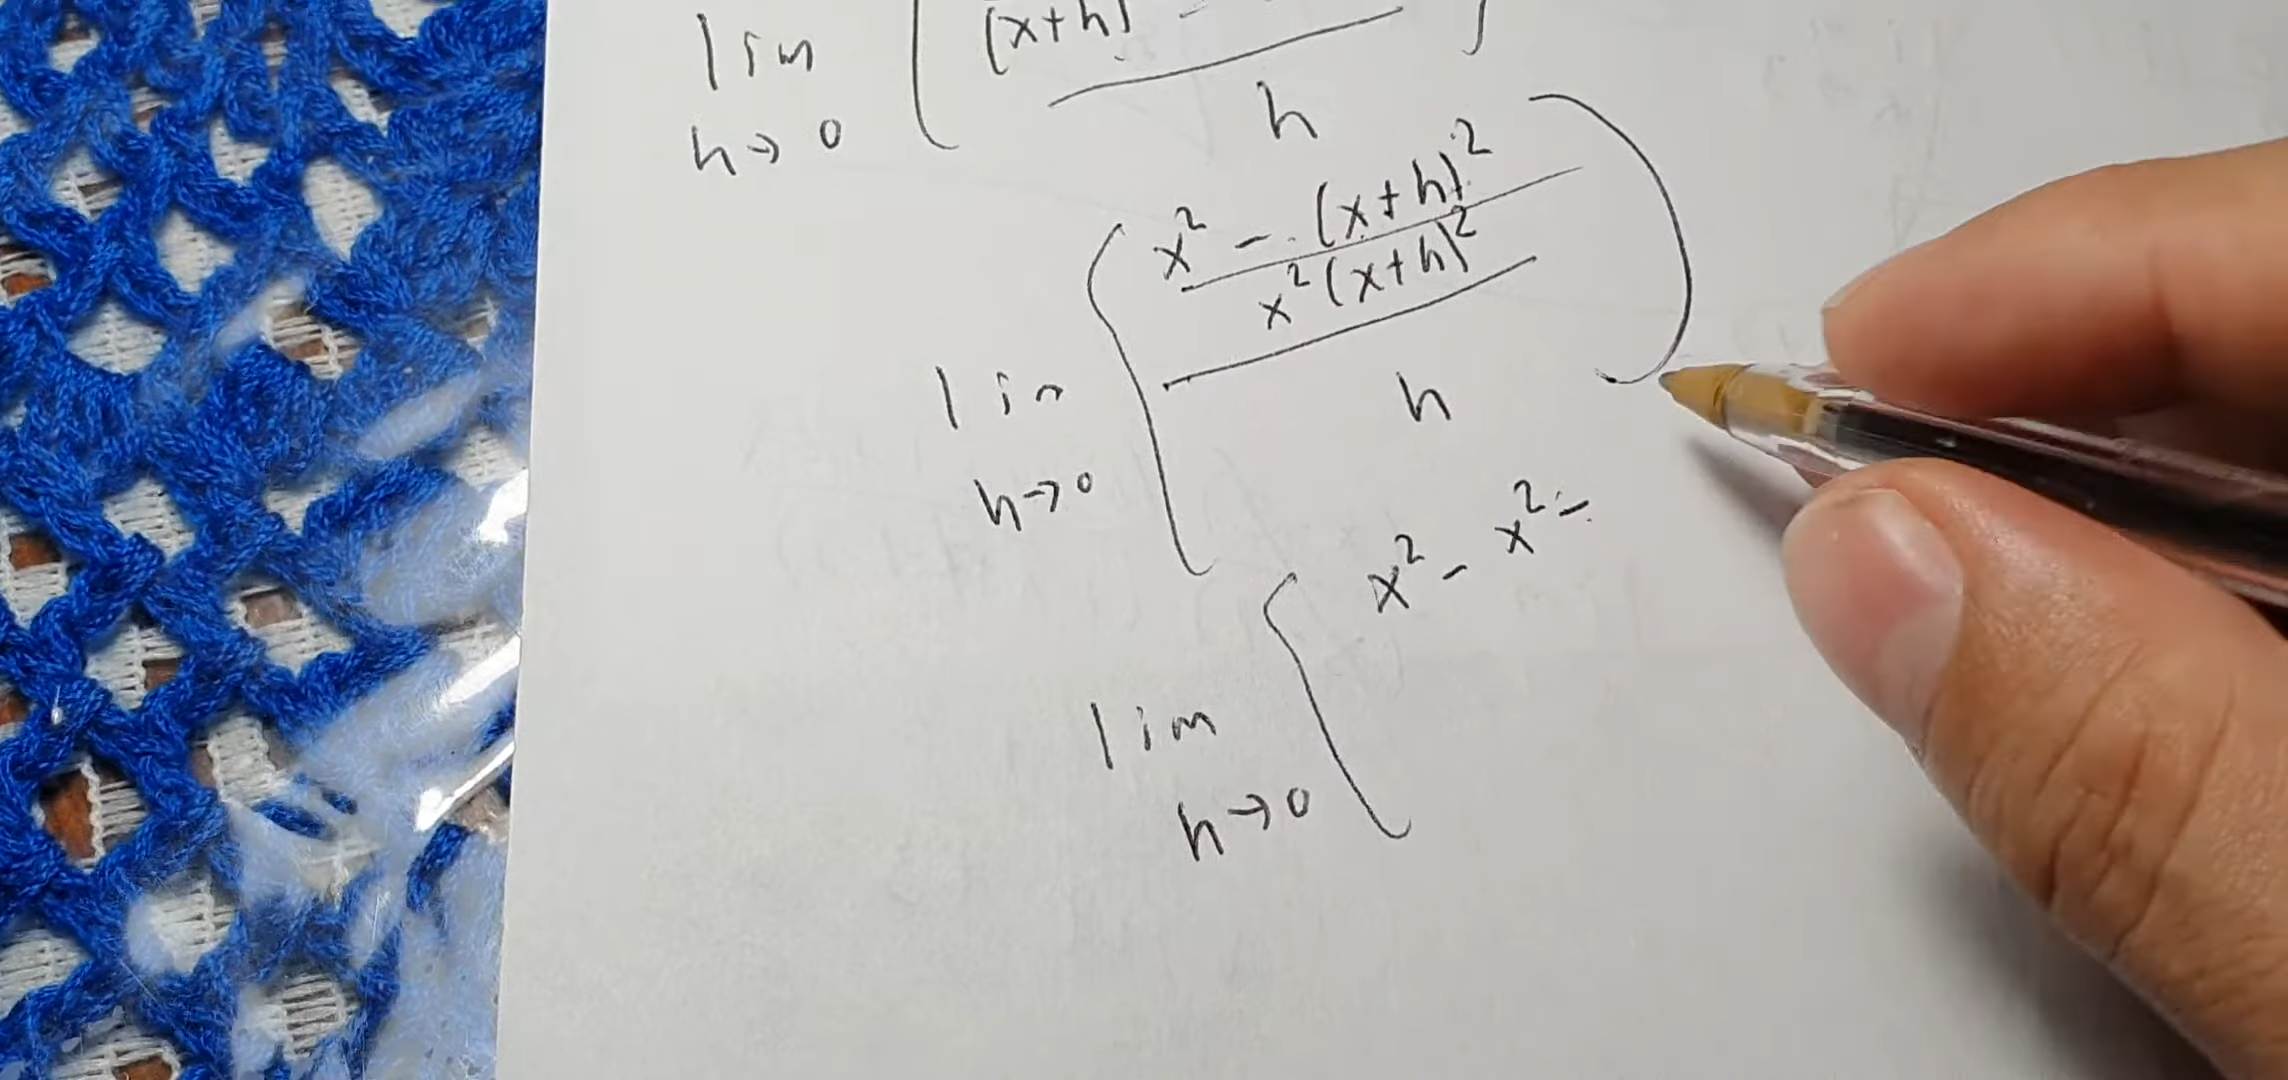 lim (x+h) -
h→0 h
x² - (x+h)²
x²(x+h)²
lim
h→0 h
x² - x² -
lim
h→0